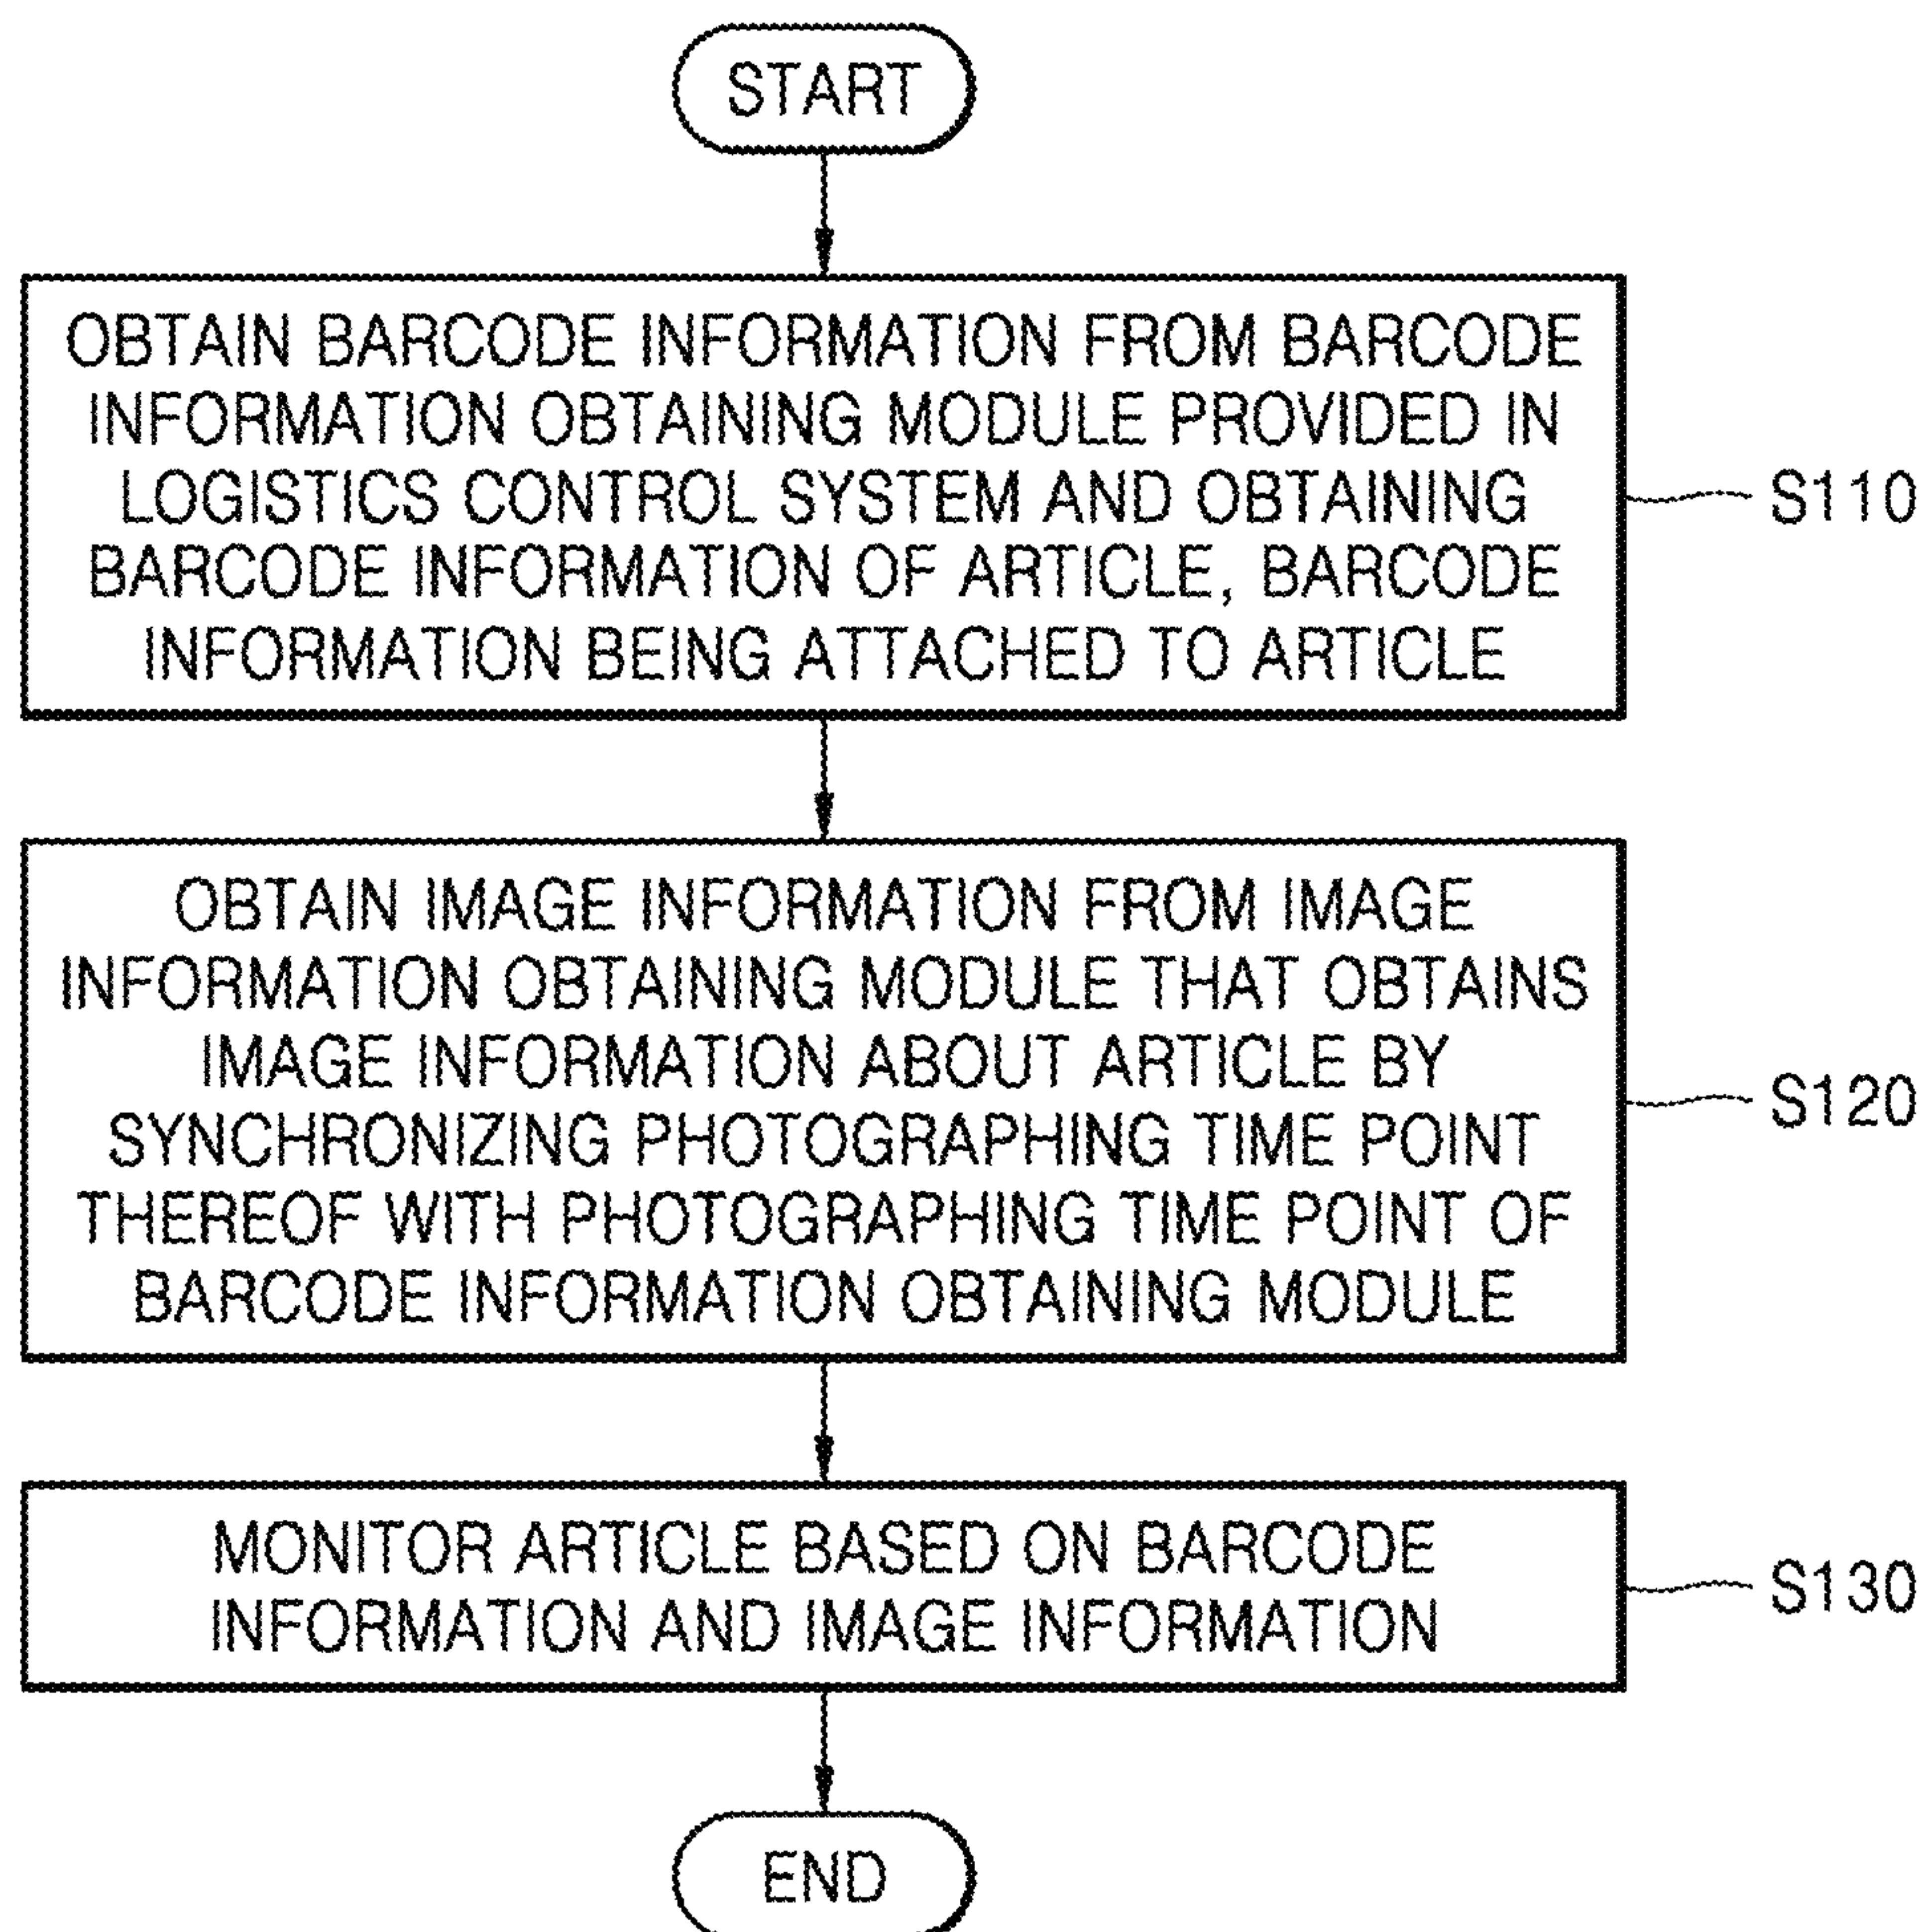 START
OBTAIN BARCODE INFORMATION FROM BARCODE
INFORMATION OBTAINING MODULE PROVIDED IN
LOGISTICS CONTROL SYSTEM AND OBTAINING
BARCODE INFORMATION OF ARTICLE, BARCODE
INFORMATION BEING ATTACHED TO ARTICLE
S110
OBTAIN IMAGE INFORMATION FROM IMAGE
INFORMATION OBTAINING MODULE THAT OBTAINS
IMAGE INFORMATION ABOUT ARTICLE BY
SYNCHRONIZING PHOTOGRAPHING TIME POINT
THEREOF WITH PHOTOGRAPHING TIME POINT OF
BARCODE INFORMATION OBTAINING MODULE
S120
MONITOR ARTICLE BASED ON BARCODE
INFORMATION AND IMAGE INFORMATION
S130
END